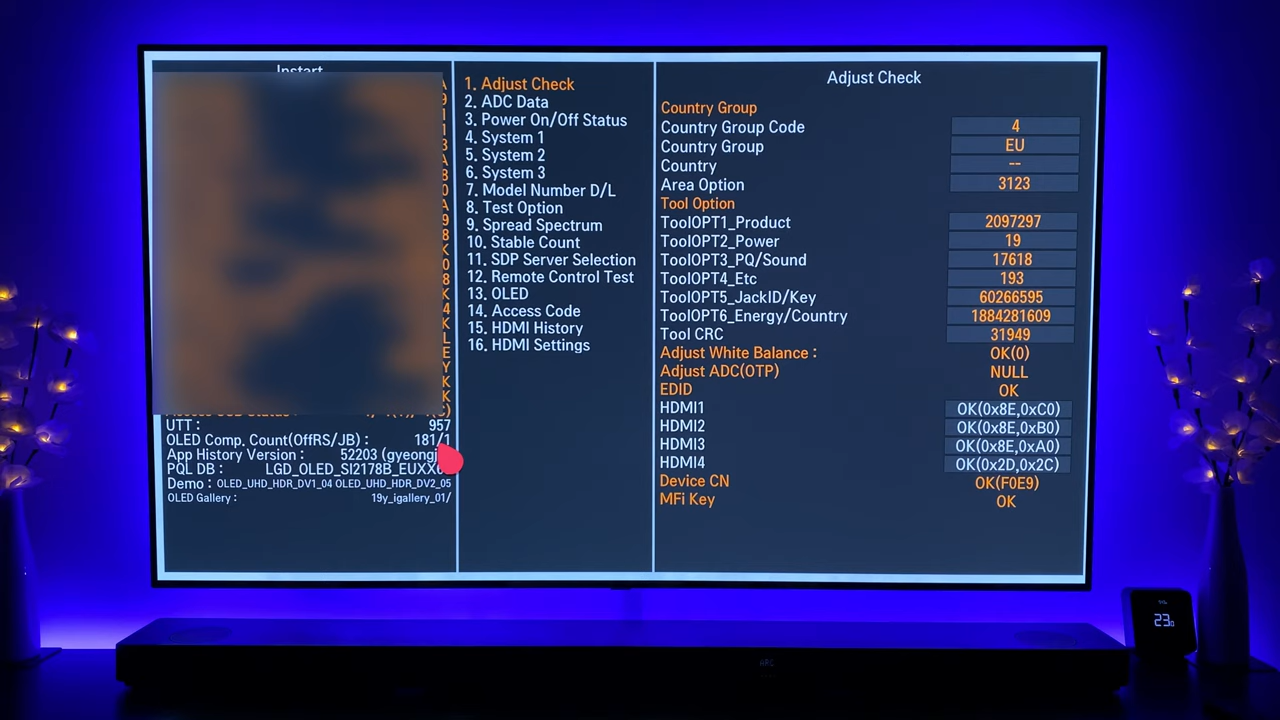 Instart
UTT : 957
OLED Comp. Count(OffRS/JB) : 181/1
App History Version : 52203
PQL DB : LGD_OLED_SI2178B_EUXX
Demo : OLED_UHD_HDR_DV1_04 OLED_UHD_HDR_DV2_05
OLED Gallery : 19y_igallery_01/
1. Adjust Check
2. ADC Data
3. Power On/Off Status
4. System 1
5. System 2
6. System 3
7. Model Number D/L
8. Test Option
9. Spread Spectrum
10. Stable Count
11. SDP Server Selection
12. Remote Control Test
13. OLED
14. Access Code
15. HDMI History
16. HDMI Settings
Adjust Check
Country Group
Country Group Code 4
Country Group EU
Country --
Area Option 3123
Tool Option
ToolOPT1_Product 2097297
ToolOPT2_Power 19
ToolOPT3_PQ/Sound 17618
ToolOPT4_Etc 193
ToolOPT5_JackID/Key 60266595
ToolOPT6_Energy/Country 1884281609
Tool CRC 31949
Adjust White Balance : OK(0)
Adjust ADC(OTP) NULL
EDID OK
HDMI1 OK(0x8E,0xC0)
HDMI2 OK(0x8E,0xB0)
HDMI3 OK(0x8E,0xA0)
HDMI4 OK(0x2D,0x2C)
Device CN OK(F0E9)
MFi Key OK
23